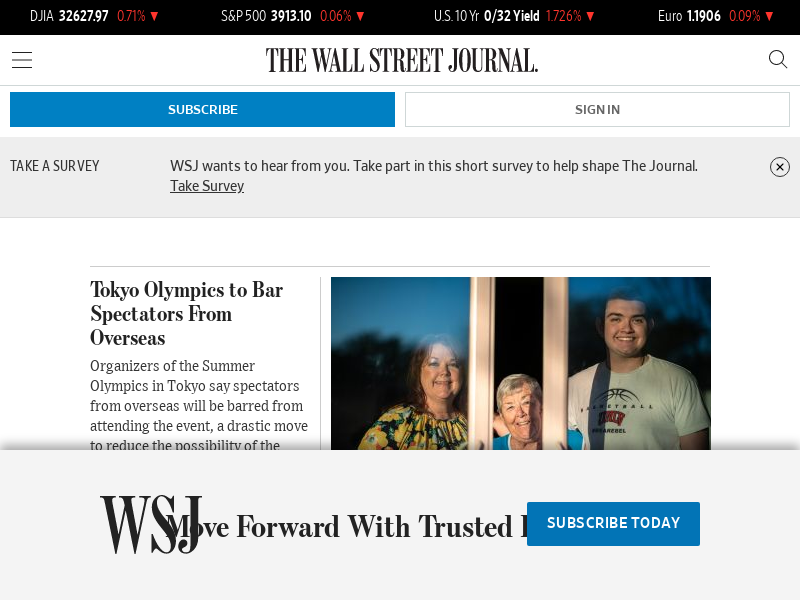 DJIA 32627.97 0.71% ▼ S&P 500 3913.10 0.06% ▼ U.S. 10 Yr 0/32 Yield 1.726% ▼ Euro 1.1906 0.09% ▼
THE WALL STREET JOURNAL.
SUBSCRIBE
SIGN IN
TAKE A SURVEY
WSJ wants to hear from you. Take part in this short survey to help shape The Journal.
Take Survey
Tokyo Olympics to Bar
Spectators From
Overseas
Organizers of the Summer
Olympics in Tokyo say spectators
from overseas will be barred from
attending the event, a drastic move
to reduce the possibility of the
BASKETBALL
WSJ
Move Forward With Trusted
SUBSCRIBE TODAY